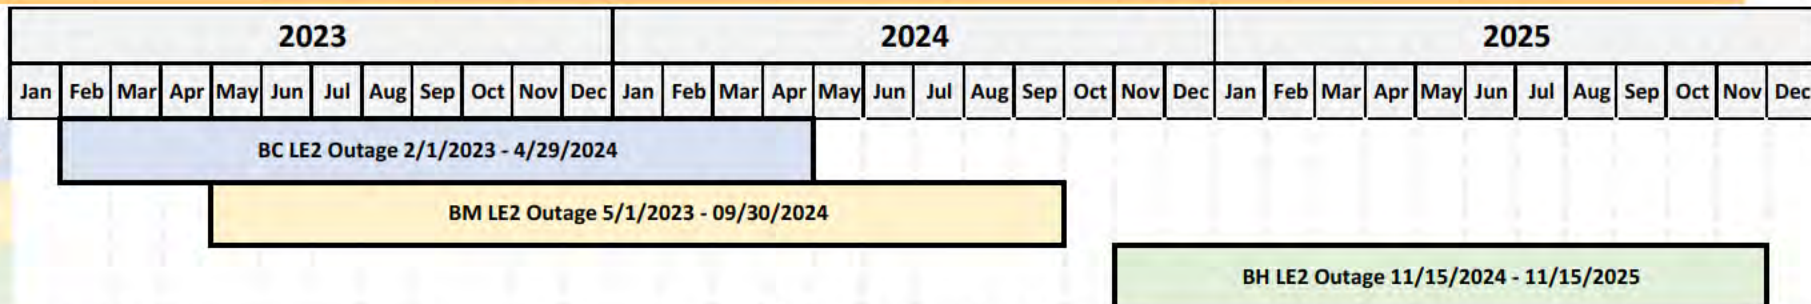 2023 2024 2025
Jan Feb Mar Apr May Jun Jul Aug Sep Oct Nov Dec Jan Feb Mar Apr May Jun Jul Aug Sep Oct Nov Dec Jan Feb Mar Apr May Jun Jul Aug Sep Oct Nov Dec
BC LE2 Outage 2/1/2023 - 4/29/2024
BM LE2 Outage 5/1/2023 - 09/30/2024
BH LE2 Outage 11/15/2024 - 11/15/2025